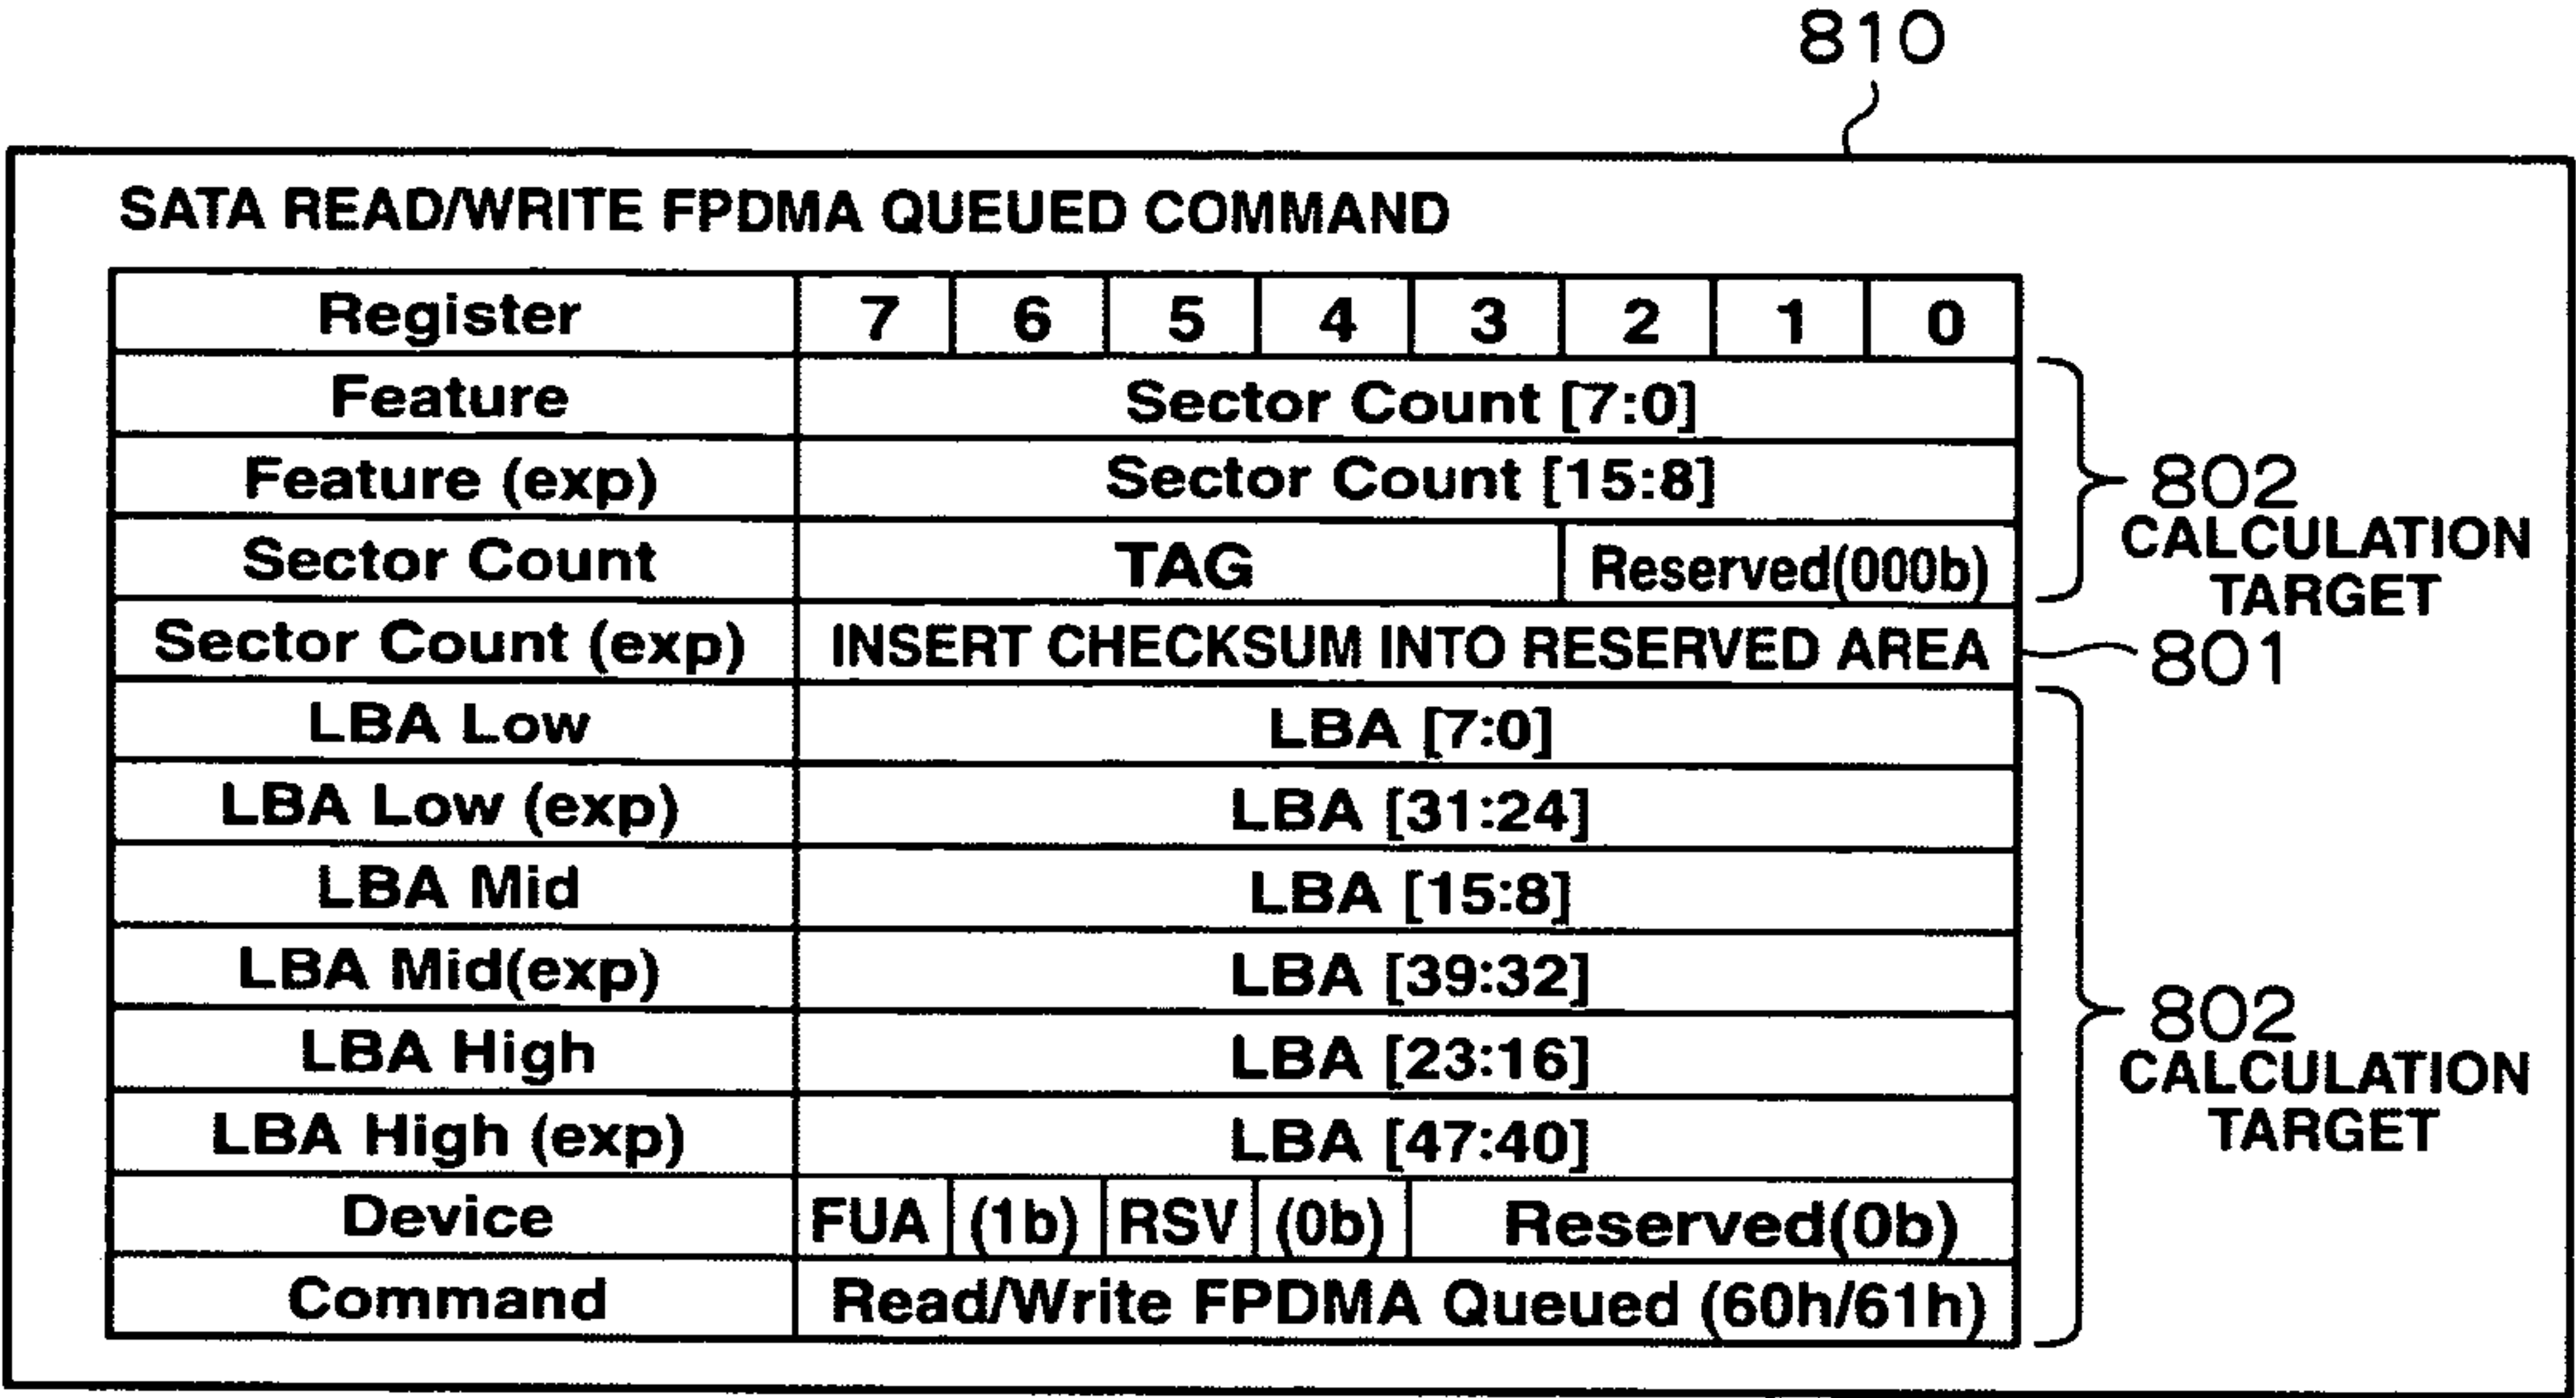 810
SATA READ/WRITE FPDMA QUEUED COMMAND
Register 7 6 5 4 3 2 1 0
Feature Sector Count [7:0]
Feature (exp) Sector Count [15:8]
802
CALCULATION
TARGET
Sector Count TAG Reserved(000b)
Sector Count (exp) INSERT CHECKSUM INTO RESERVED AREA 801
LBA Low LBA [7:0]
LBA Low (exp) LBA [31:24]
LBA Mid LBA [15:8]
LBA Mid(exp) LBA [39:32]
LBA High LBA [23:16]
802
CALCULATION
TARGET
LBA High (exp) LBA [47:40]
Device FUA (1b) RSV (0b) Reserved(0b)
Command Read/Write FPDMA Queued (60h/61h)